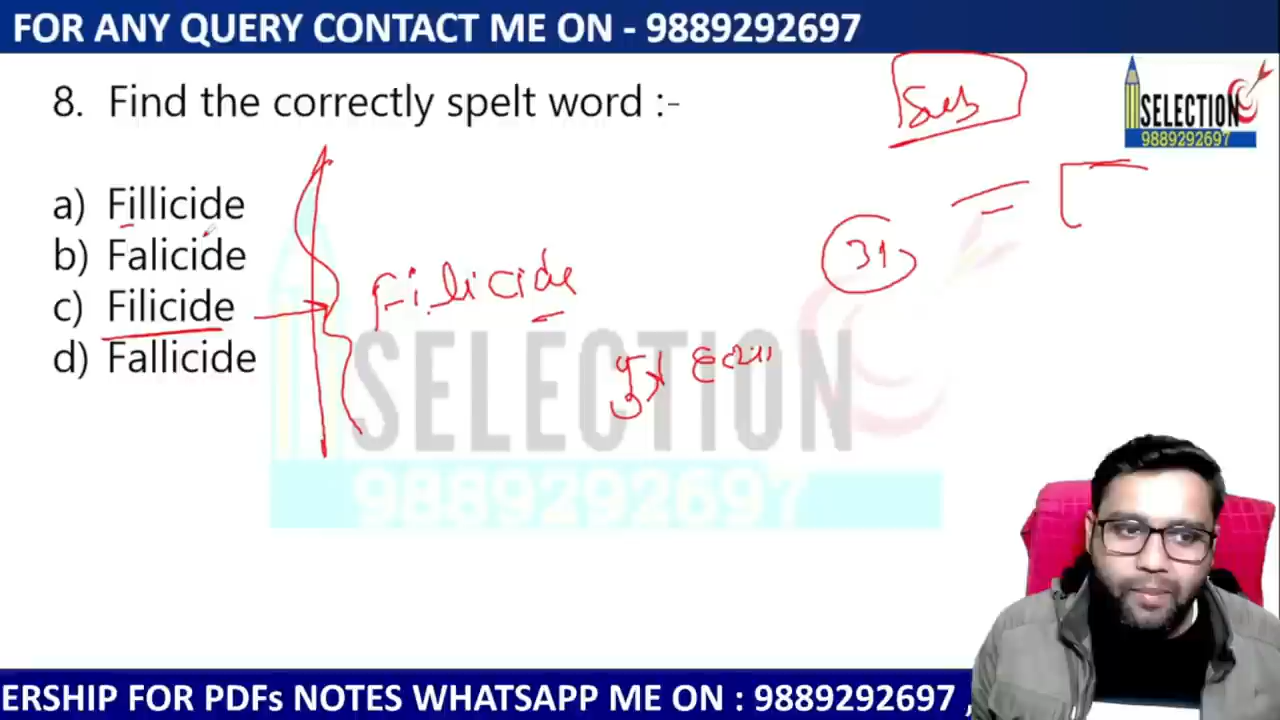 FOR ANY QUERY CONTACT ME ON - 9889292697
8. Find the correctly spelt word :-
SELECTION
9889292697
a) Fillicide
b) Falicide
c) Filicide
d) Fallicide
Filicide
31
SELECTION
9889292697
ERSHIP FOR PDFs NOTES WHATSAPP ME ON : 9889292697 ,